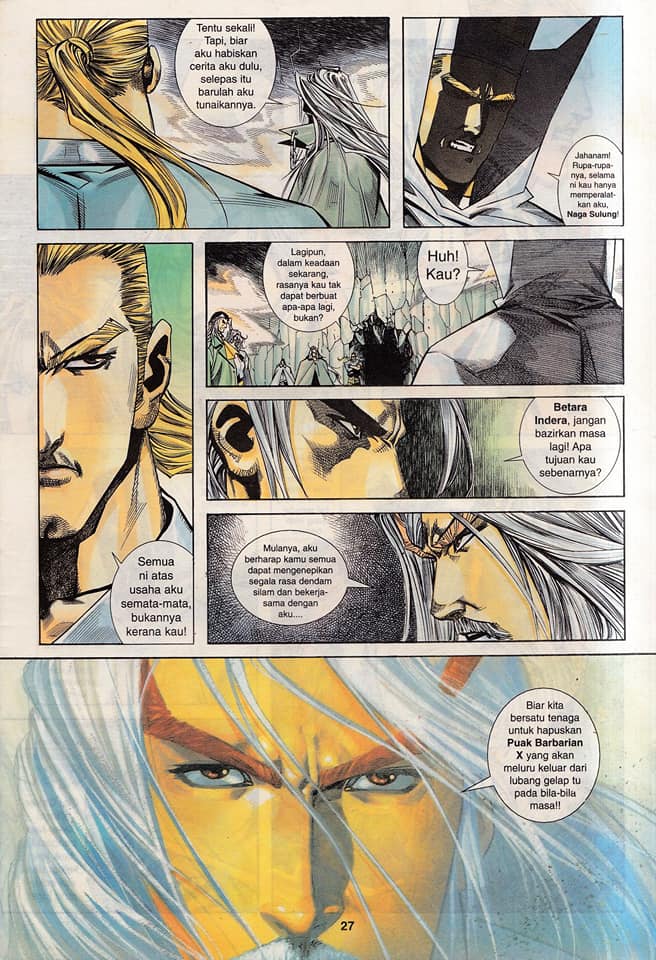 Tentu sekali!
Tapi, biar
aku habiskan
cerita aku dulu,
selepas itu
barulah aku
tunaikannya.
Jahanam!
Rupa-rupa-
nya, selama
ni kau hanya
memperalat-
kan aku,
Naga Sulung!
Semua
ni atas
usaha aku
semata-mata,
bukannya
kerana kau!
Lagipun,
dalam keadaan
sekarang,
rasanya kau tak
dapat berbuat
apa-apa lagi,
bukan?
Huh!
Kau?
Betara
Indera, jangan
bazirkan masa
lagi! Apa
tujuan kau
sebenarnya?
Mulanya, aku
berharap kamu semua
dapat mengenepikan
segala rasa dendam
silam dan bekerja-
sama dengan
aku....
Biar kita
bersatu tenaga
untuk hapuskan
Puak Barbarian
X yang akan
meluru keluar dari
lubang gelap tu
pada bila-bila
masa!!
27